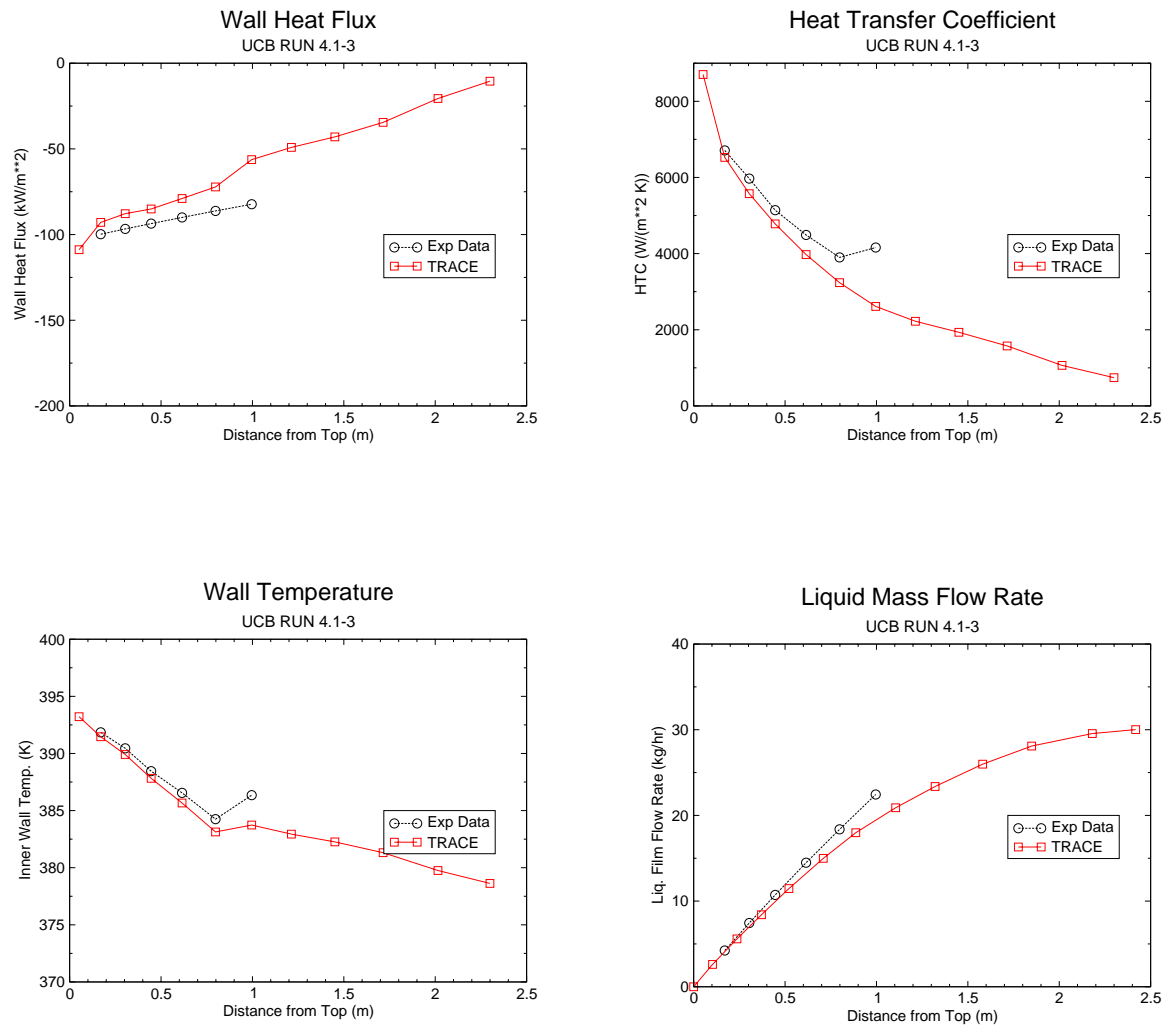 Wall Heat Flux
UCB RUN 4.1-3
0
-50
-100
-150
-200
Wall Heat Flux (kW/m**2)
Exp Data
TRACE
0 0.5 1 1.5 2 2.5
Distance from Top (m)
Heat Transfer Coefficient
UCB RUN 4.1-3
8000
6000
4000
2000
0
HTC (W/(m**2 K))
Exp Data
TRACE
0 0.5 1 1.5 2 2.5
Distance from Top (m)
Wall Temperature
UCB RUN 4.1-3
400
395
390
385
380
375
370
Inner Wall Temp. (K)
Exp Data
TRACE
0 0.5 1 1.5 2 2.5
Distance from Top (m)
Liquid Mass Flow Rate
UCB RUN 4.1-3
40
30
20
10
0
Liq. Film Flow Rate (kg/hr)
Exp Data
TRACE
0 0.5 1 1.5 2 2.5
Distance from Top (m)